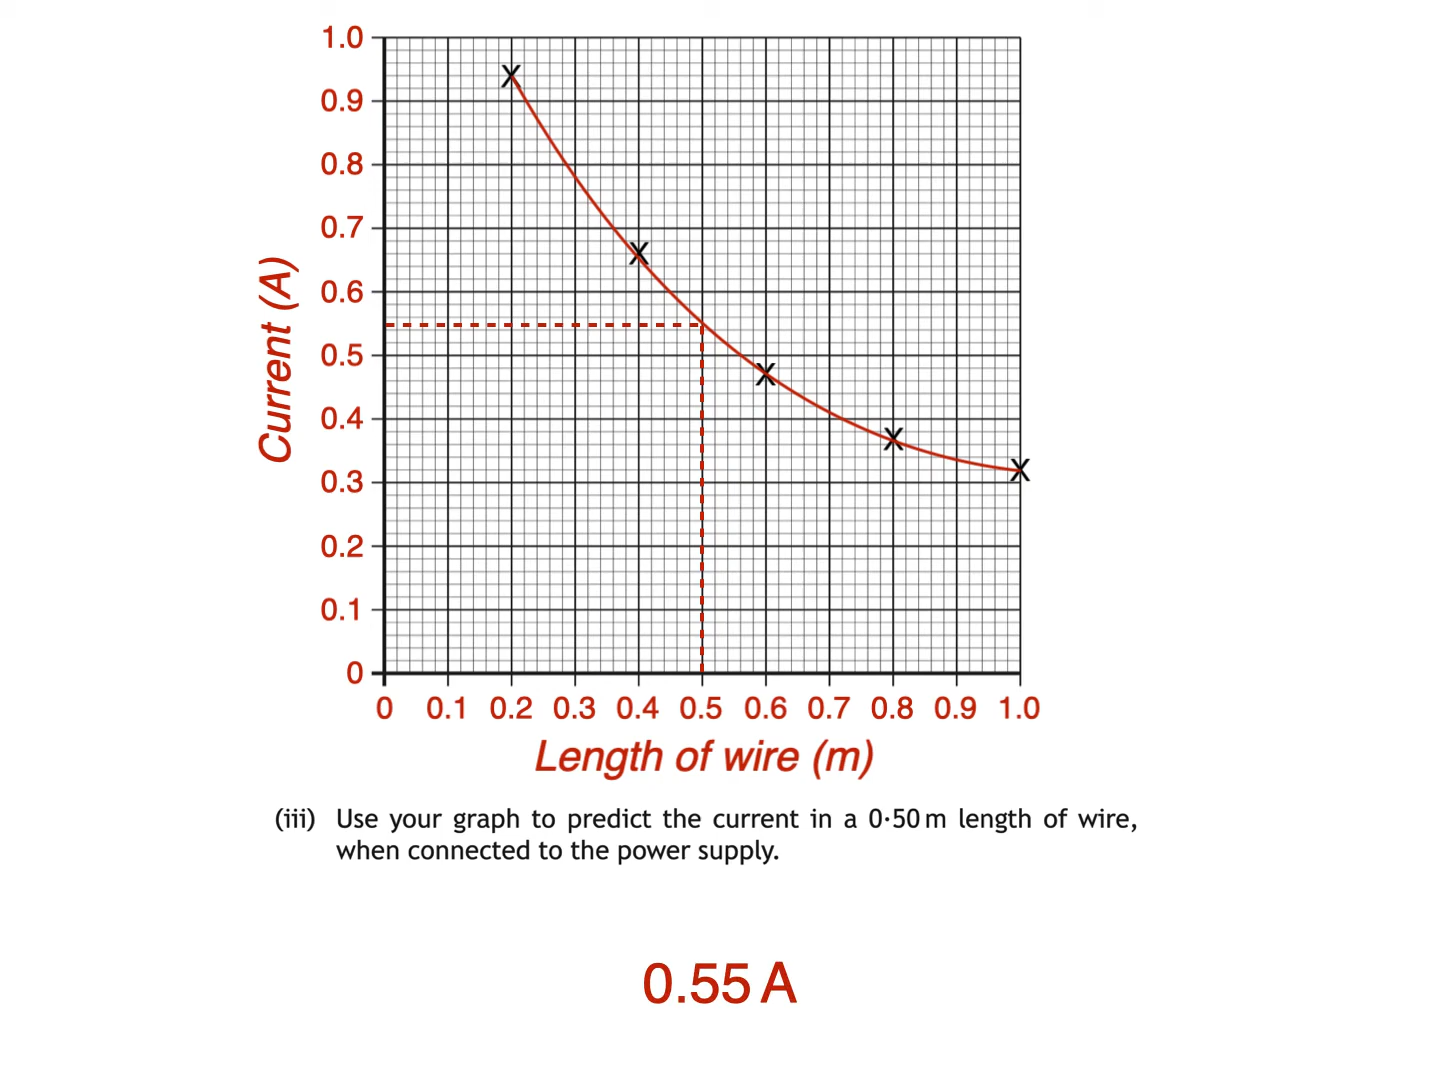 1.0
0.9
0.8
0.7
0.6
0.5
0.4
0.3
0.2
0.1
0
Current (A)
0 0.1 0.2 0.3 0.4 0.5 0.6 0.7 0.8 0.9 1.0
Length of wire (m)
(iii) Use your graph to predict the current in a 0·50 m length of wire,
when connected to the power supply.
0.55 A